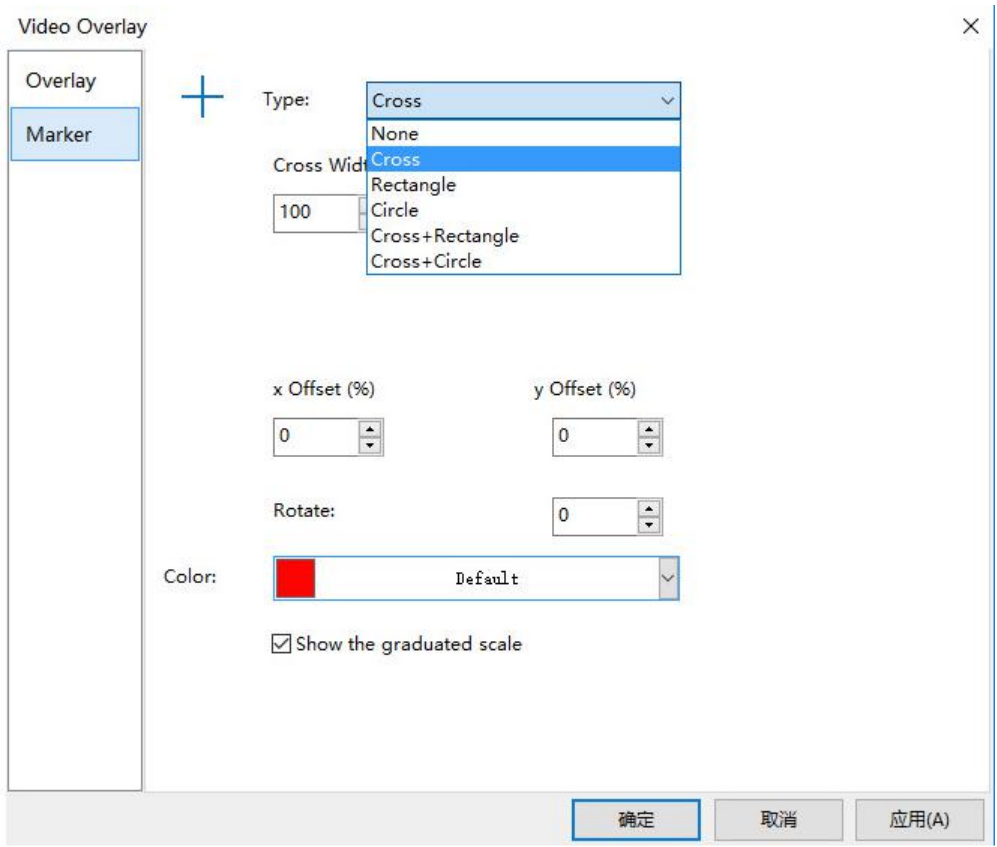 Video Overlay
Overlay
Marker
Type:
Cross
None
Cross
Rectangle
Circle
Cross+Rectangle
Cross+Circle
Cross
100
x Offset (%)
y Offset (%)
0
0
Rotate:
0
Color:
Default
Show the graduated scale
确定
取消
应用(A)